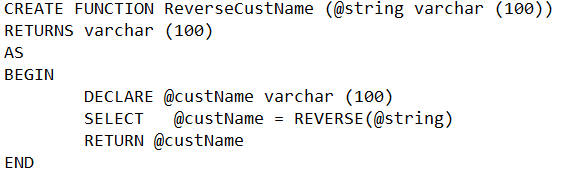 CREATE FUNCTION ReverseCustName (@string varchar (100))
RETURNS varchar (100)
AS
BEGIN
        DECLARE @custName varchar (100)
        SELECT   @custName = REVERSE(@string)
        RETURN @custName
END